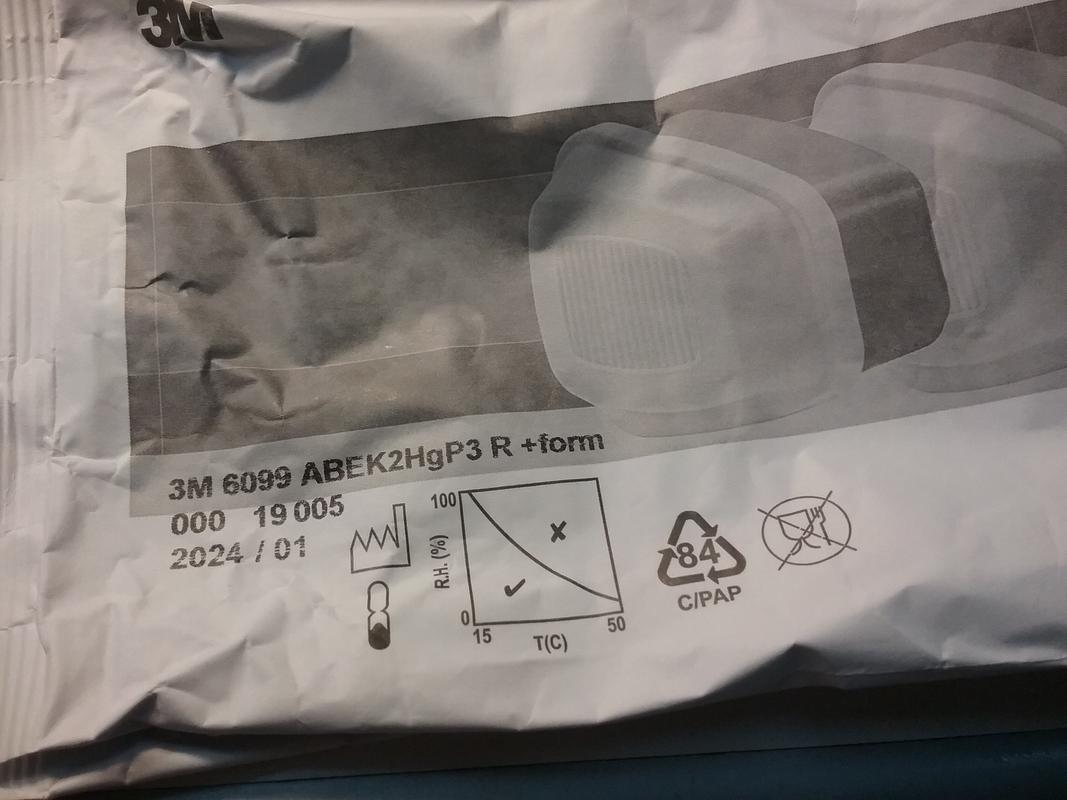 3M
3M 6099 ABEK2HgP3 R +form
000 19 005
2024 / 01
100
R.H. (%)
0
15
T(C)
50
84
C/PAP